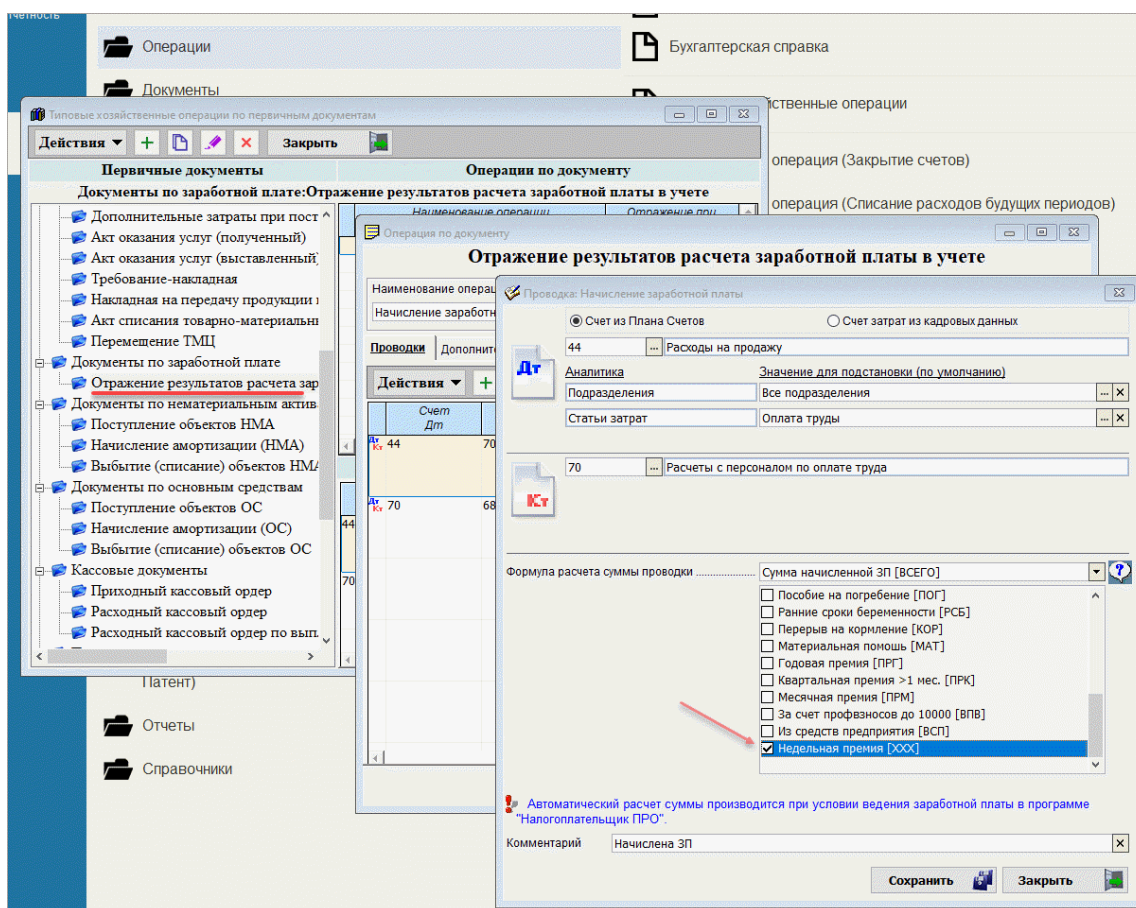 Операции
Бухгалтерская справка
Документы
операция (Закрытие счетов)
операция (Списание расходов будущих периодов)
Патент)
Отчеты
Справочники
Типовые хозяйственные операции по первичным документам
Действия
Закрыть
Первичные документы
Операции по документу
Документы по заработной плате:Отражение результатов расчета заработной платы в учете
Дополнительные затраты при пост
Акт оказания услуг (полученный)
Акт оказания услуг (выставленный
Требование-накладная
Накладная на передачу продукции
Акт списания товарно-материальн
Перемещение ТМЦ
Документы по заработной плате
Отражение результатов расчета зар
Документы по нематериальным актив
Поступление объектов НМА
Начисление амортизации (НМА)
Выбытие (списание) объектов НМА
Документы по основным средствам
Поступление объектов ОС
Начисление амортизации (ОС)
Выбытие (списание) объектов ОС
Кассовые документы
Приходный кассовый ордер
Расходный кассовый ордер
Расходный кассовый ордер по вып
Наименование операции
Отражение при
44
70
Операция по документу
Отражение результатов расчета заработной платы в учете
Наименование операц
Начисление заработн
Проводки Дополнит
Действия
Счет
Дт
Дт Кт 44 70
Дт Кт 70 68
Проводка: Начисление заработной платы
Счет из Плана Счетов
Счет затрат из кадровых данных
Дт
44 ... Расходы на продажу
Аналитика
Значение для подстановки (по умолчанию)
Подразделения
Все подразделения
Статьи затрат
Оплата труды
Кт
70 ... Расчеты с персоналом по оплате труда
Формула расчета суммы проводки ............... Сумма начисленной ЗП [ВСЕГО]
Пособие на погребение [ПОГ]
Ранние сроки беременности [РСБ]
Перерыв на кормление [КОР]
Материальная помошь [МАТ]
Годовая премия [ПРГ]
Квартальная премия >1 мес. [ПРК]
Месячная премия [ПРМ]
За счет профвзносов до 10000 [ВПВ]
Из средств предприятия [ВСП]
Недельная премия [XXX]
Автоматический расчет суммы производится при условии ведения заработной платы в программе
"Налогоплательщик ПРО".
Комментарий
Начислена ЗП
Сохранить
Закрыть